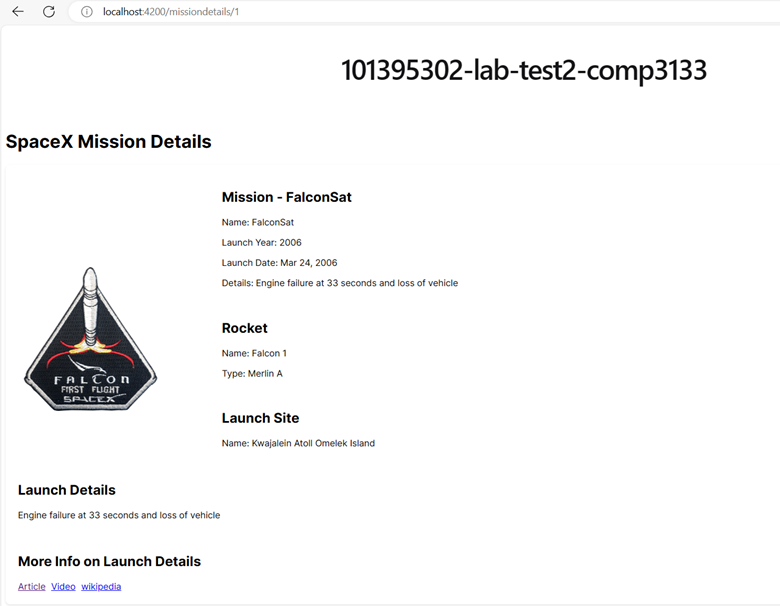 localhost:4200/missiondetails/1
101395302-lab-test2-comp3133
SpaceX Mission Details
Mission - FalconSat
Name: FalconSat
Launch Year: 2006
Launch Date: Mar 24, 2006
Details: Engine failure at 33 seconds and loss of vehicle
Rocket
Name: Falcon 1
Type: Merlin A
Launch Site
Name: Kwajalein Atoll Omelek Island
FALCON
FIRST FLIGHT
SPACEX
Launch Details
Engine failure at 33 seconds and loss of vehicle
More Info on Launch Details
Article Video wikipedia